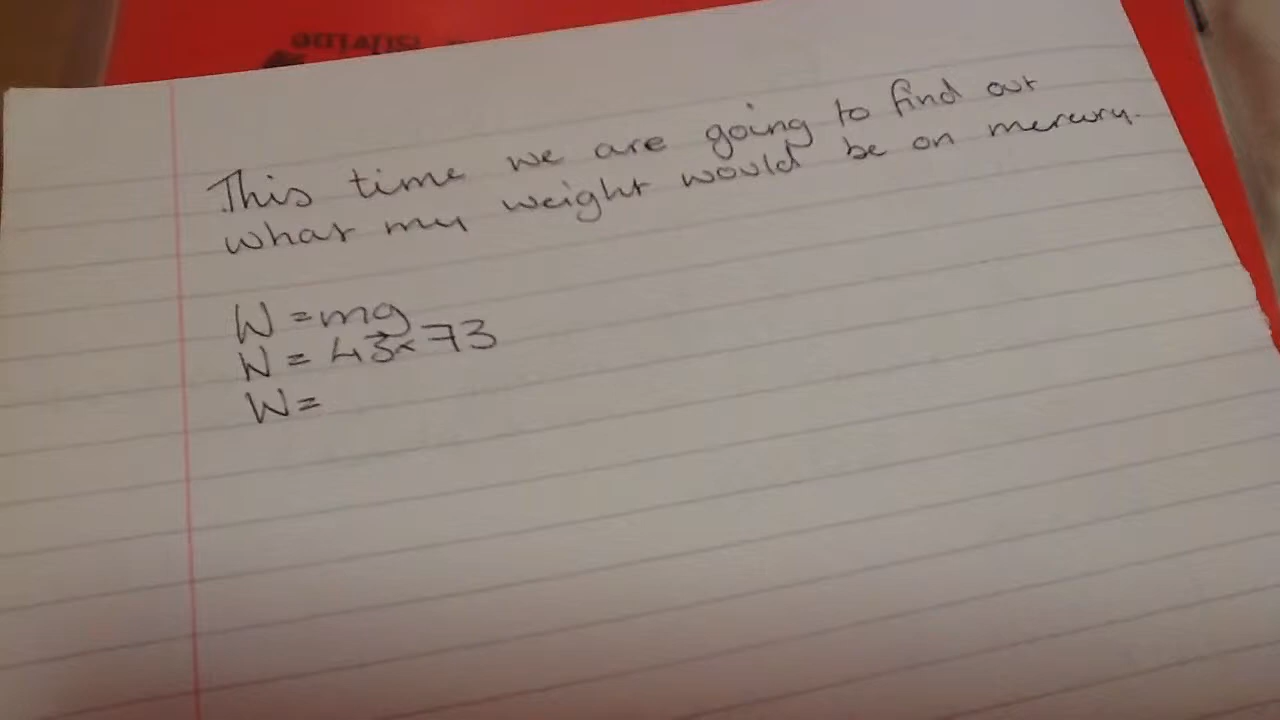 This time we are going to find out
what my weight would be on mercury.
W = mg
W = 43 x 73
W =